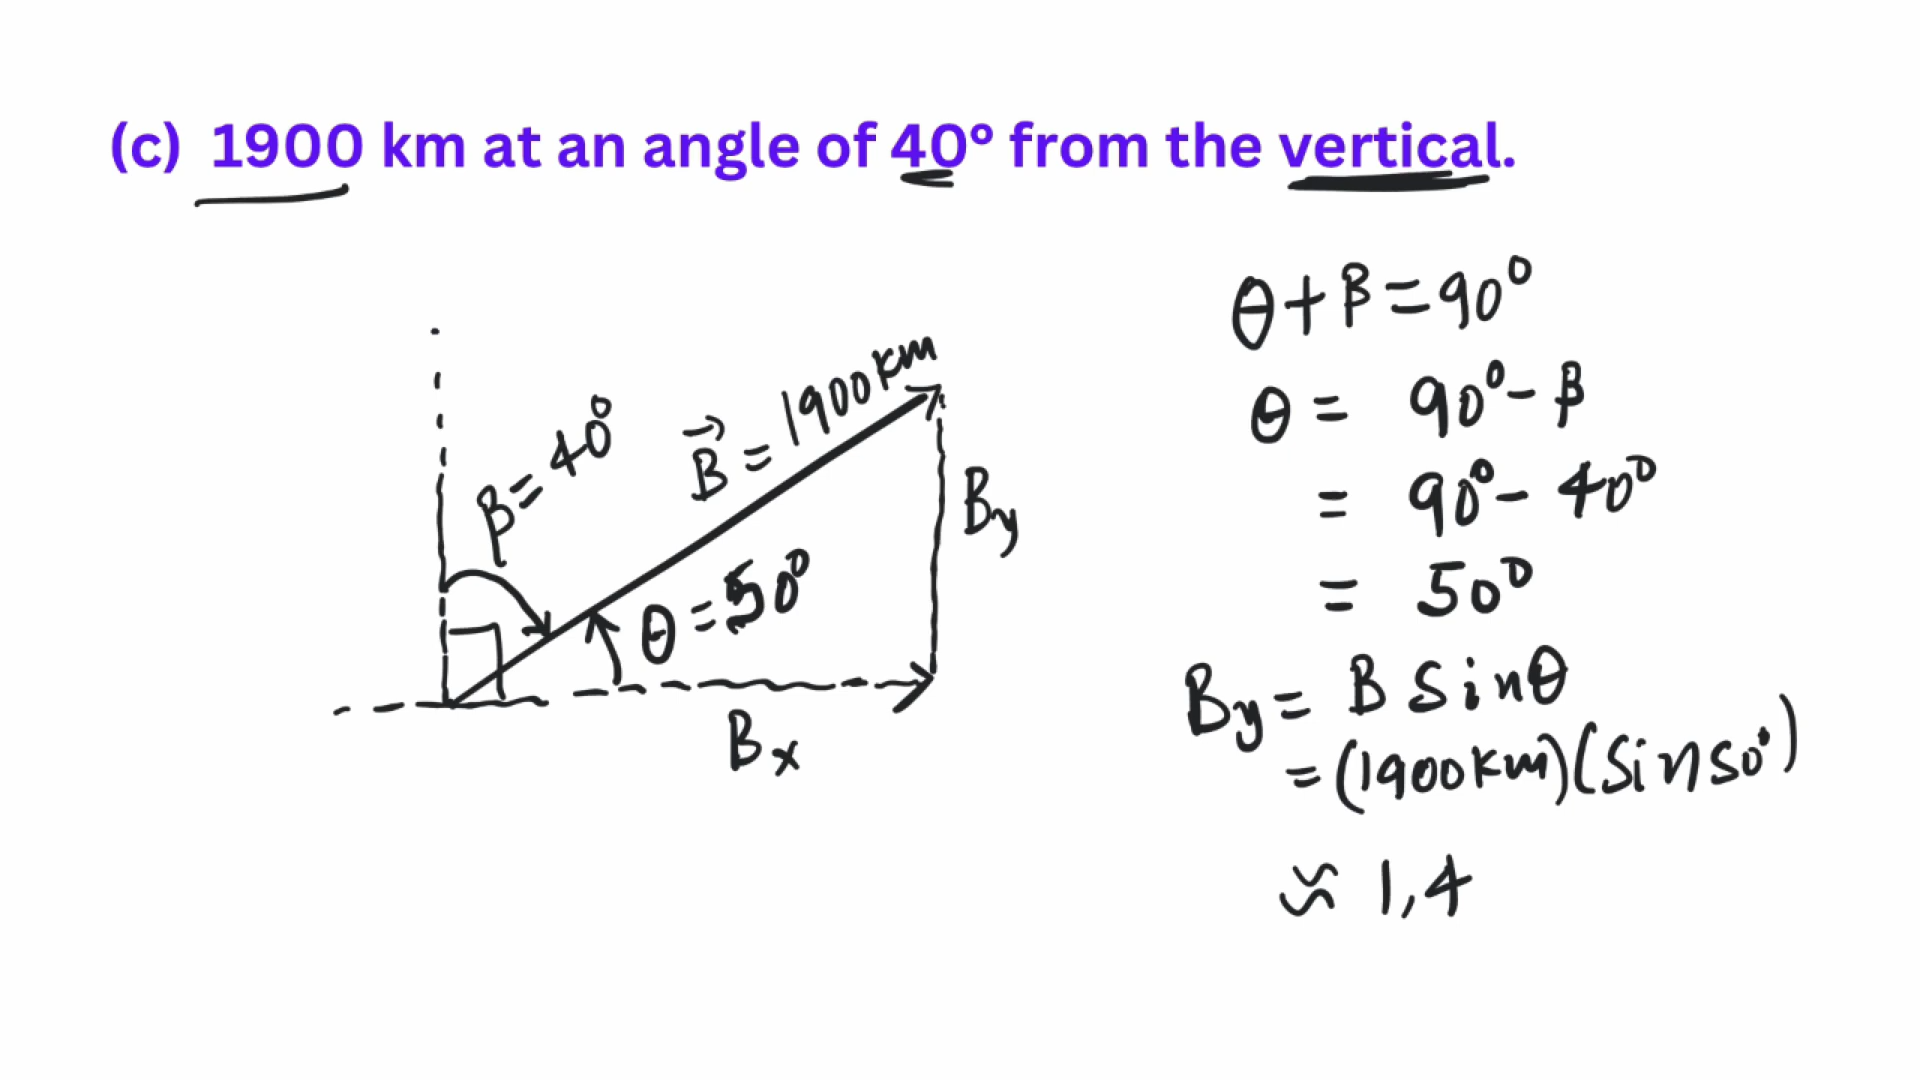 (c) 1900 km at an angle of 40° from the vertical.
β = 40°
B⃗ = 1900 km
By
θ = 50°
Bx
θ + β = 90°
θ = 90° - β
= 90° - 40°
= 50°
By = B Sinθ
= (1900 km)(Sin 50°)
≈ 1,4